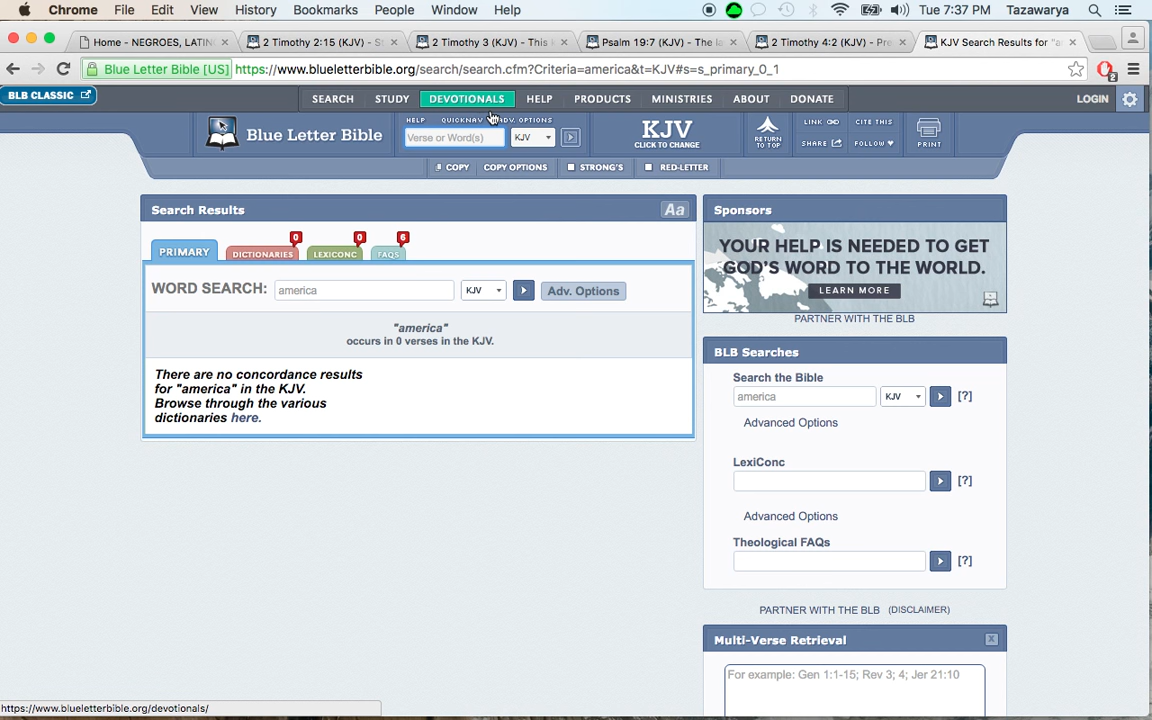 Chrome File Edit View History Bookmarks People Window Help Tue 7:37 PM Tazawarya
Home - NEGROES, LATIN 2 Timothy 2:15 (KJV) - S 2 Timothy 3 (KJV) - This Psalm 19:7 (KJV) - The la 2 Timothy 4:2 (KJV) - Pre KJV Search Results for "a
Blue Letter Bible [US] https://www.blueletterbible.org/search/search.cfm?Criteria=america&t=KJV#s=s_primary_0_1 2
BLB CLASSIC SEARCH STUDY DEVOTIONALS HELP PRODUCTS MINISTRIES ABOUT DONATE LOGIN
HELP QUICKNAV ADV. OPTIONS
Blue Letter Bible Verse or Word(s) KJV
KJV
CLICK TO CHANGE
RETURN
TO TOP
LINK CITE THIS
SHARE FOLLOW PRINT
COPY COPY OPTIONS STRONG'S RED-LETTER
Search Results Aa
0 0 6
PRIMARY DICTIONARIES LEXICONC FAQS
WORD SEARCH: america KJV Adv. Options
"america"
occurs in 0 verses in the KJV.
There are no concordance results
for "america" in the KJV.
Browse through the various
dictionaries here.
Sponsors
YOUR HELP IS NEEDED TO GET
GOD'S WORD TO THE WORLD.
LEARN MORE
PARTNER WITH THE BLB
BLB Searches
Search the Bible
america KJV [?]
Advanced Options
LexiConc
[?]
Advanced Options
Theological FAQs
[?]
PARTNER WITH THE BLB (DISCLAIMER)
Multi-Verse Retrieval X
For example: Gen 1:1-15; Rev 3; 4; Jer 21:10
https://www.blueletterbible.org/devotionals/